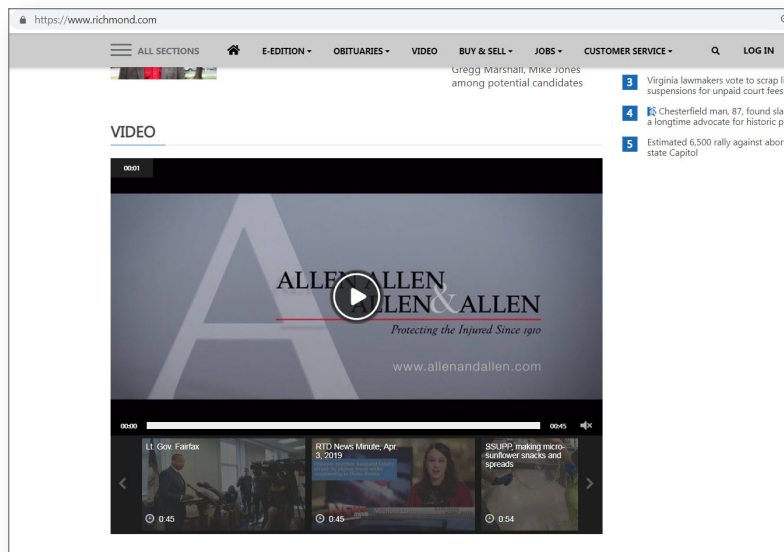 https://www.richmond.com
ALL SECTIONS E-EDITION OBITUARIES VIDEO BUY & SELL JOBS CUSTOMER SERVICE LOG IN
Gregg Marshall, Mike Jones
among potential candidates
3 Virginia lawmakers vote to scrap
suspensions for unpaid court fees
4 Chesterfield man, 87, found
a longtime advocate for historic
5 Estimated 6,500 rally against
state Capitol
VIDEO
00:01
ALLEN ALLEN
ALLEN & ALLEN
Protecting the Injured Since 1910
www.allenandallen.com
00:00 00:45
Lt. Gov. Fairfax
0:45
RTD News Minute, Apr.
3, 2019
0:45
SSUPP, making micro-
sunflower snacks and
spreads
0:54